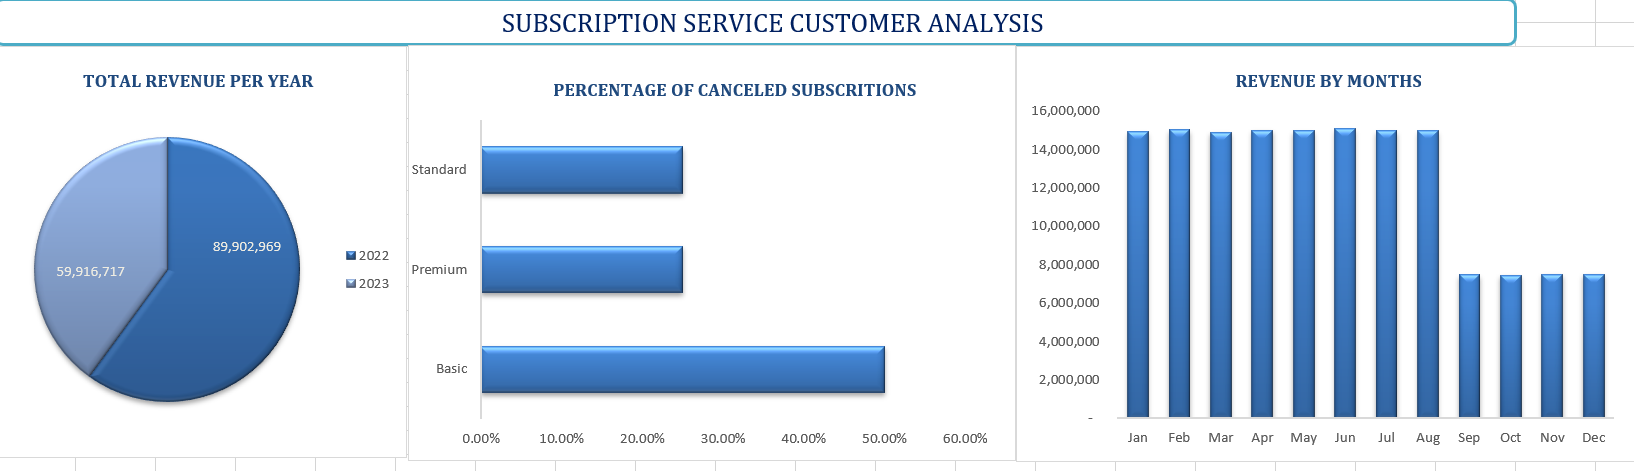 SUBSCRIPTION SERVICE CUSTOMER ANALYSIS
TOTAL REVENUE PER YEAR
89,902,969
59,916,717
2022
2023
PERCENTAGE OF CANCELED SUBSCRITIONS
Standard
Premium
Basic
0.00% 10.00% 20.00% 30.00% 40.00% 50.00% 60.00%
REVENUE BY MONTHS
16,000,000
14,000,000
12,000,000
10,000,000
8,000,000
6,000,000
4,000,000
2,000,000
-
Jan Feb Mar Apr May Jun Jul Aug Sep Oct Nov Dec